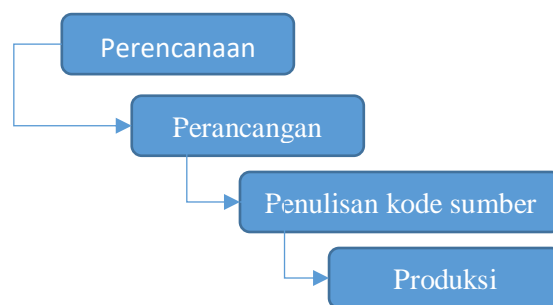 Perencanaan
Perancangan
Penulisan kode sumber
Produksi